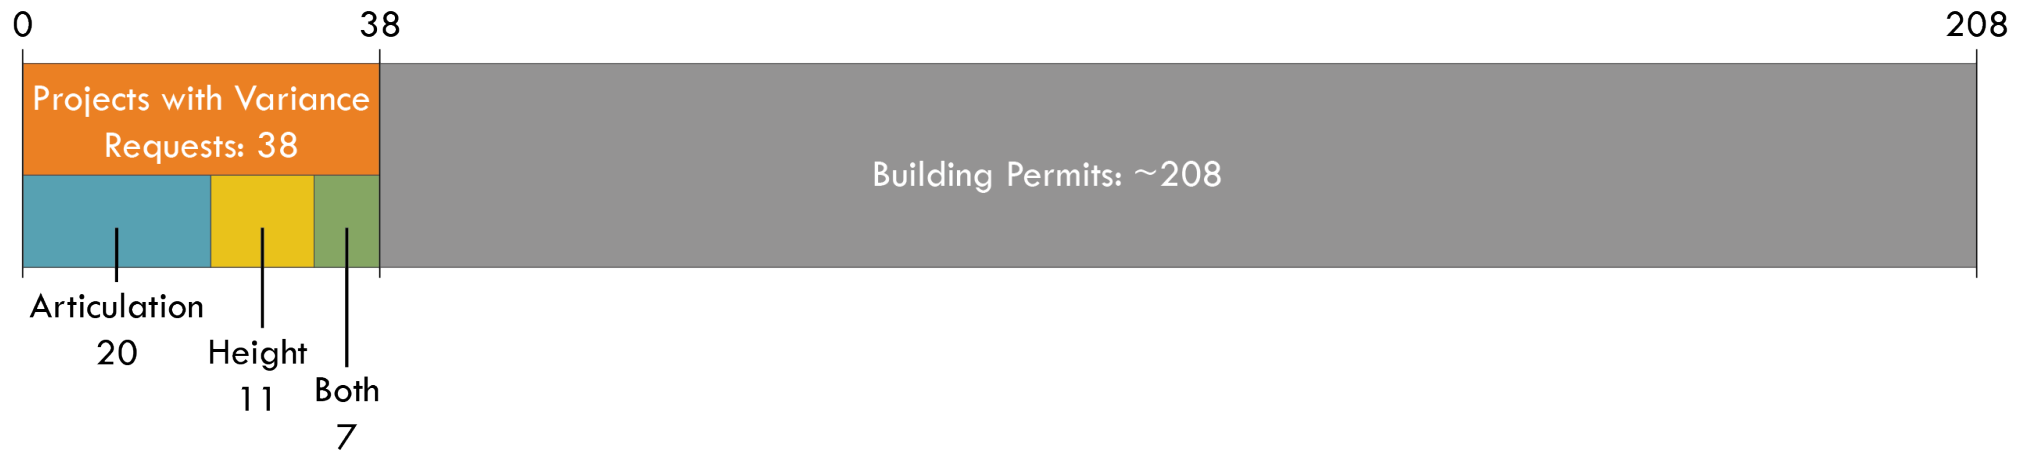 0
38
208
Projects with Variance
Requests: 38
Building Permits: ~208
Articulation
20
Height
11
Both
7